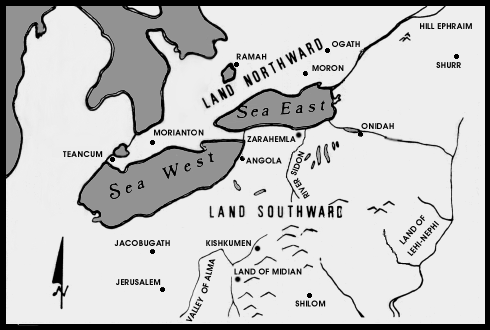 HILL EPHRAIM
OGATH
RAMAH
SHURR
LAND NORTHWARD
MORON
Sea East
ONIDAH
MORIANTON
ZARAHEMLA
TEANCUM
Sea West
ANGOLA
RIVER SIDON
LAND SOUTHWARD
LAND OF
LEHI-NEPHI
JACOBUGATH
KISHKUMEN
LAND OF MIDIAN
JERUSALEM
VALLEY OF ALMA
SHILOM
N